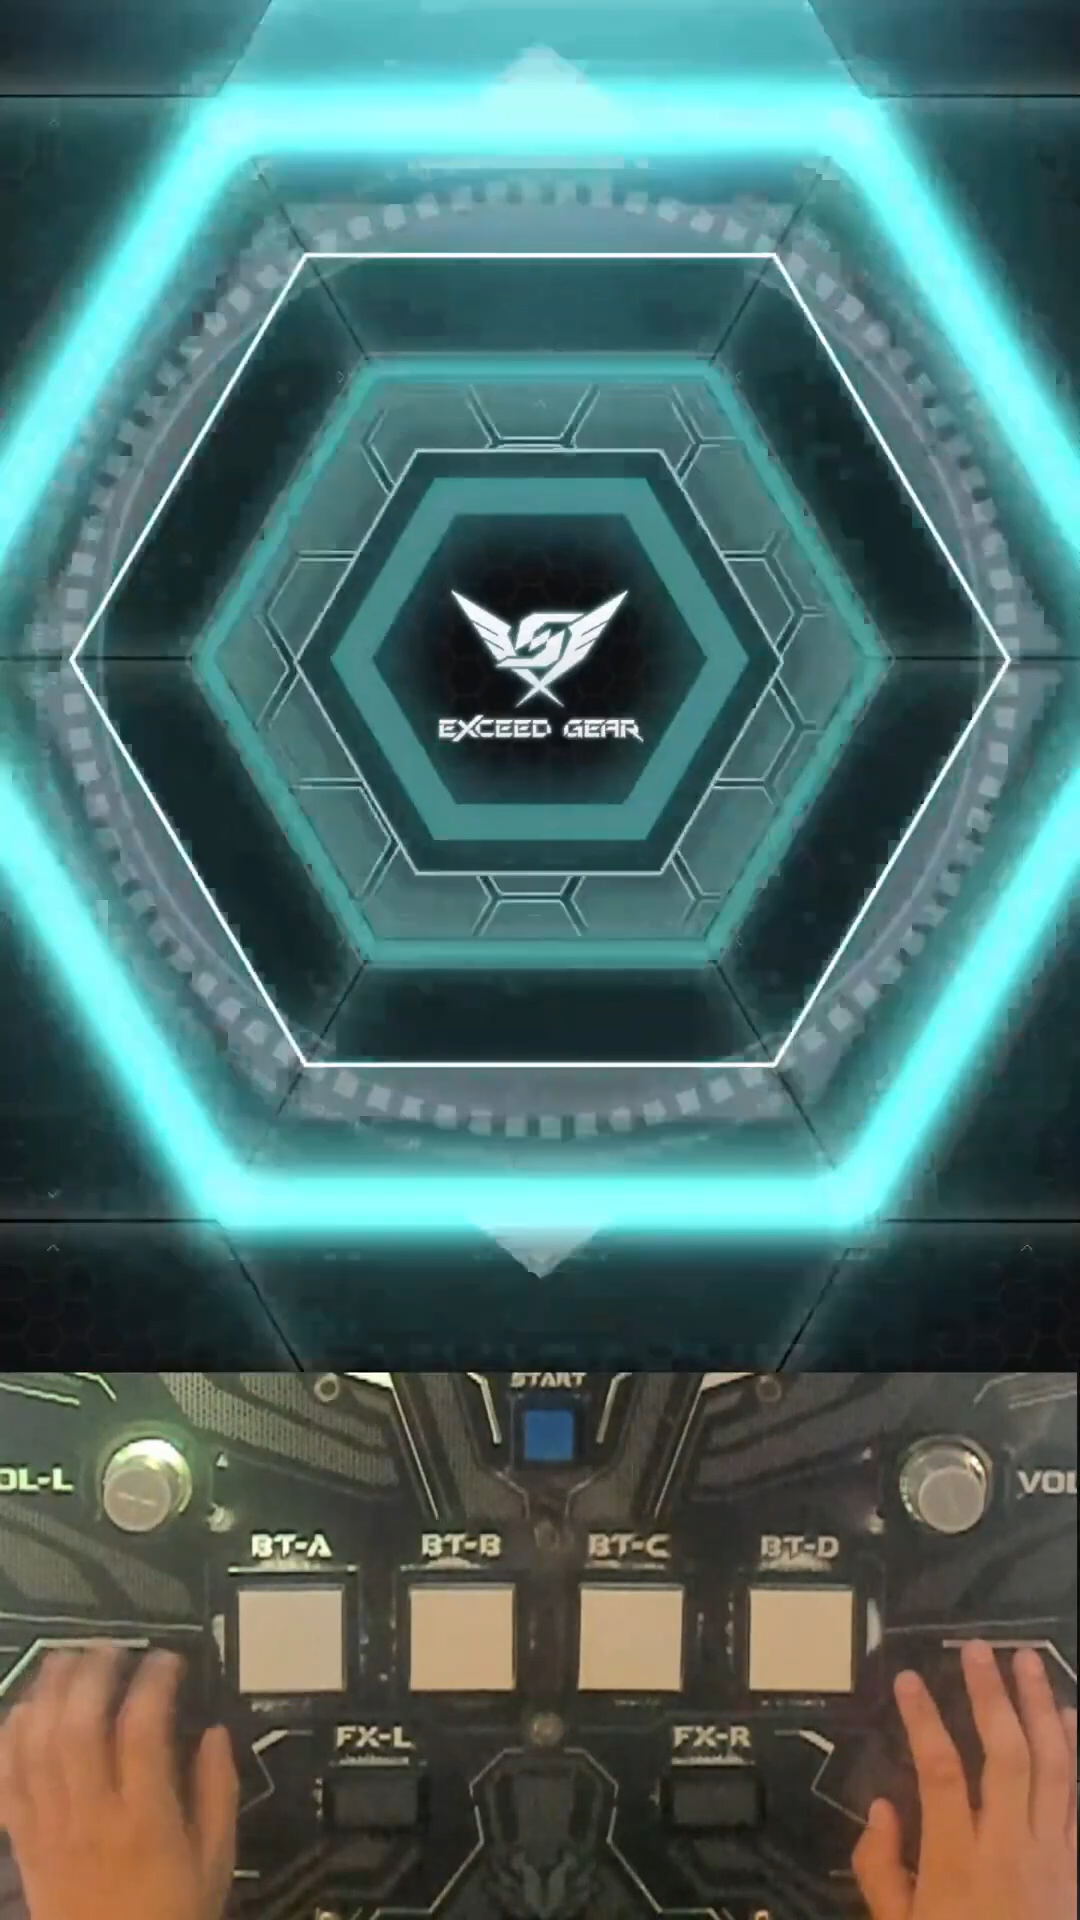 EXCEED GEAR
START
OL-L
VOL
BT-A
BT-B
BT-C
BT-D
FX-L
FX-R